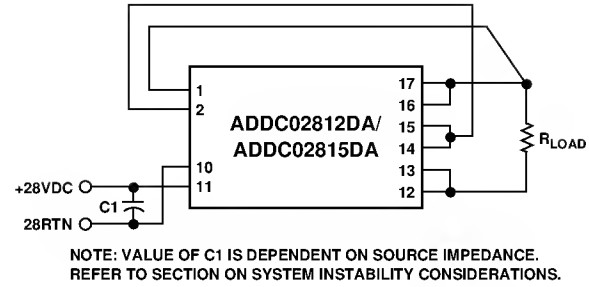 1
2
10
11
ADDC02812DA/
ADDC02815DA
17
16
15
14
13
12
R_LOAD
+28VDC
C1
28RTN
NOTE: VALUE OF C1 IS DEPENDENT ON SOURCE IMPEDANCE.
REFER TO SECTION ON SYSTEM INSTABILITY CONSIDERATIONS.